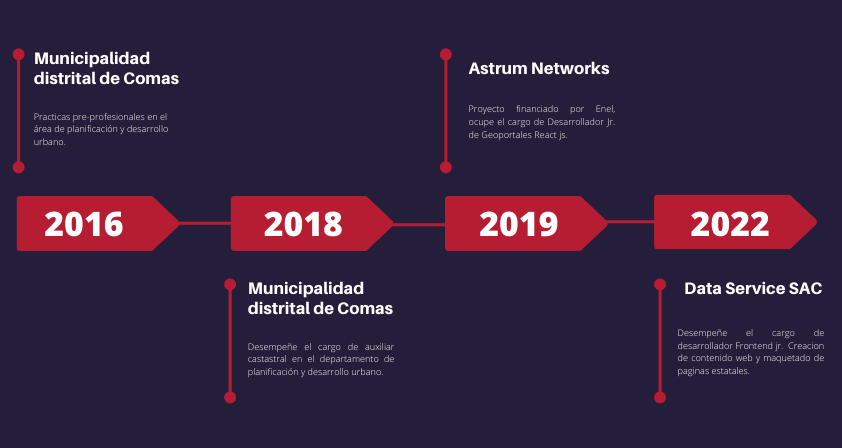 Municipalidad
distrital de Comas
Practicas pre-profesionales en el
área de planificación y desarrollo
urbano.
Astrum Networks
Proyecto financiado por Enel,
ocupe el cargo de Desarrollador Jr.
de Geoportales React js.
2016
2018
2019
2022
Municipalidad
distrital de Comas
Desempeñe el cargo de auxiliar
castastral en el departamento de
planificación y desarrollo urbano.
Data Service SAC
Desempeñe el cargo de
desarrollador Frontend jr. Creacion
de contenido web y maquetado de
paginas estatales.